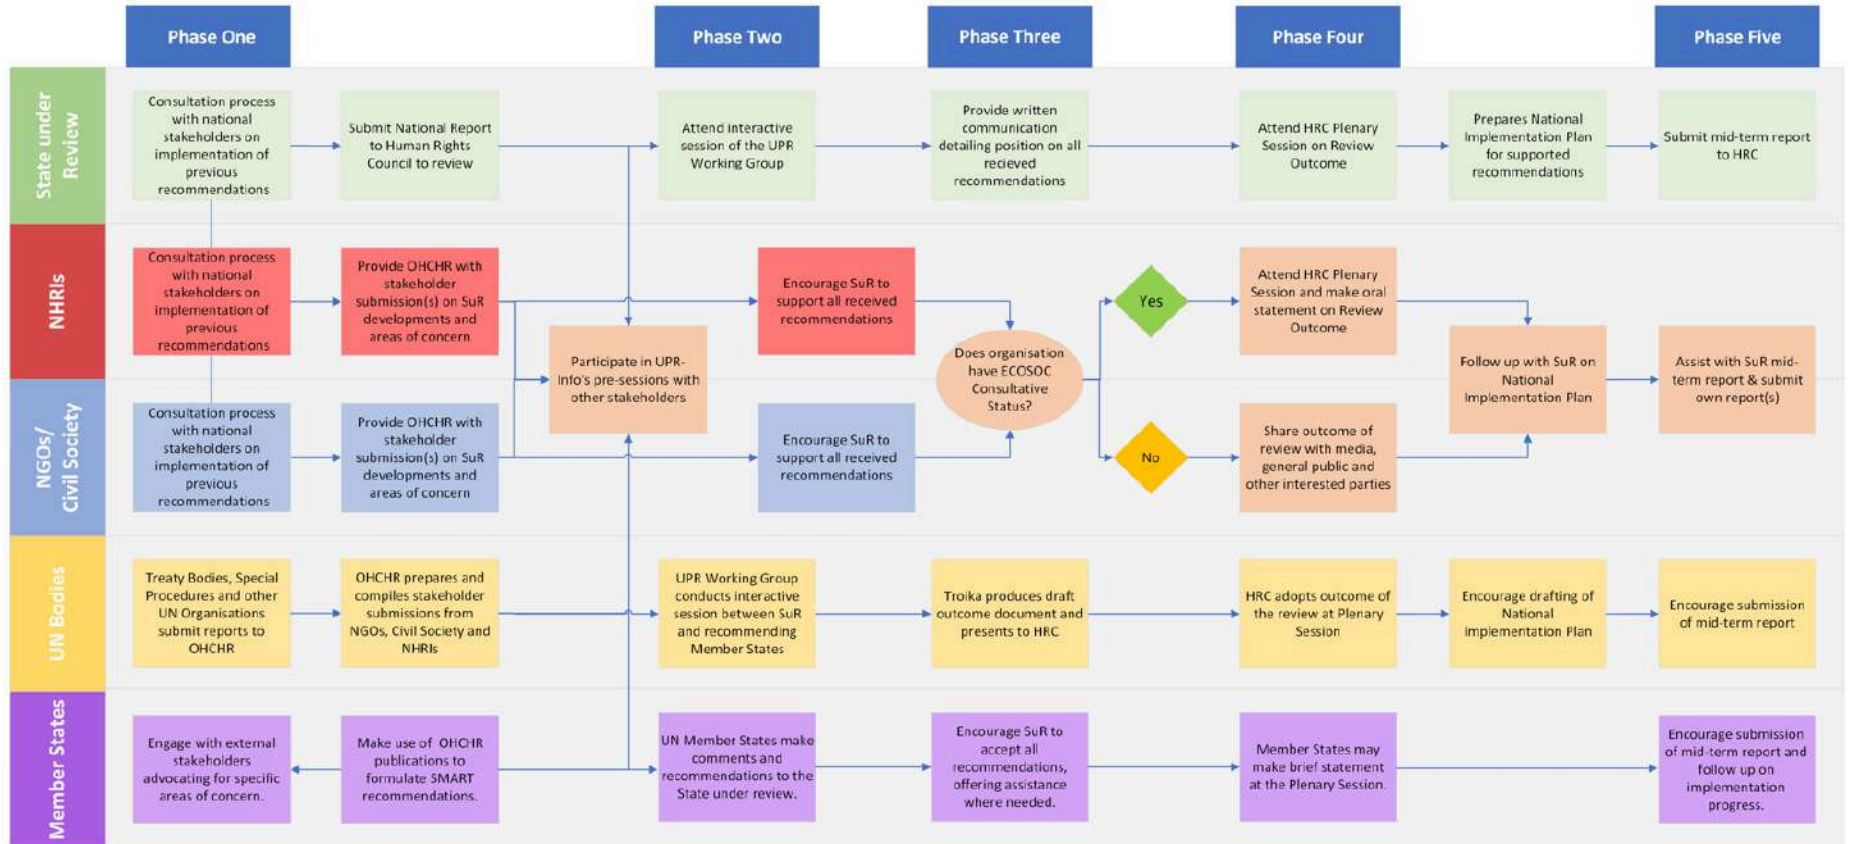 Phase One
Phase Two
Phase Three
Phase Four
Phase Five
State under
Review
Consultation process
with national
stakeholders on
implementation of
previous
recommendations
Submit National Report
to Human Rights
Council to review
Attend interactive
session of the UPR
Working Group
Provide written
communication
detailing position on all
recieved
recommendations
Attend HRC Plenary
Session on Review
Outcome
Prepares National
Implementation Plan
for supported
recommendations
Submit mid-term report
to HRC
NHRIs
Consultation process
with national
stakeholders on
implementation of
previous
recommendations
Provide OHCHR with
stakeholder
submission(s) on SuR
developments and
areas of concern
Encourage SuR to
support all received
recommendations
Yes
Attend HRC Plenary
Session and make oral
statement on Review
Outcome
Participate in UPR-
Info's pre-sessions with
other stakeholders
Does organisation
have ECOSOC
Consultative
Status?
Follow up with SuR on
National
Implementation Plan
Assist with SuR mid-
term report & submit
own report(s)
NGOs/
Civil Society
Consultation process
with national
stakeholders on
implementation of
previous
recommendations
Provide OHCHR with
stakeholder
submission(s) on SuR
developments and
areas of concern
Encourage SuR to
support all received
recommendations
No
Share outcome of
review with media,
general public and
other interested parties
UN Bodies
Treaty Bodies, Special
Procedures and other
UN Organisations
submit reports to
OHCHR
OHCHR prepares and
compiles stakeholder
submissions from
NGOs, Civil Society and
NHRIs
UPR Working Group
conducts interactive
session between SuR
and recommending
Member States
Troika produces draft
outcome document and
presents to HRC
HRC adopts outcome of
the review at Plenary
Session
Encourage drafting of
National
Implementation Plan
Encourage submission
of mid-term report
Member States
Engage with external
stakeholders
advocating for specific
areas of concern.
Make use of OHCHR
publications to
formulate SMART
recommendations.
UN Member States make
comments and
recommendations to the
State under review.
Encourage SuR to
accept all
recommendations,
offering assistance
where needed.
Member States may
make brief statement
at the Plenary Session.
Encourage submission
of mid-term report and
follow up on
implementation
progress.